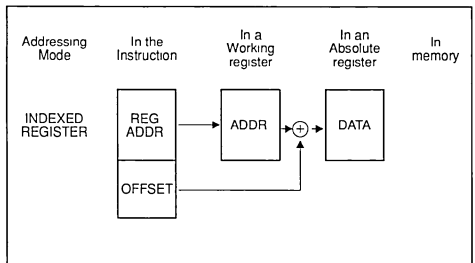 Addressing
Mode
In the
Instruction
In a
Working
register
In an
Absolute
register
In
memory
INDEXED
REGISTER
REG
ADDR
OFFSET
ADDR
+
DATA